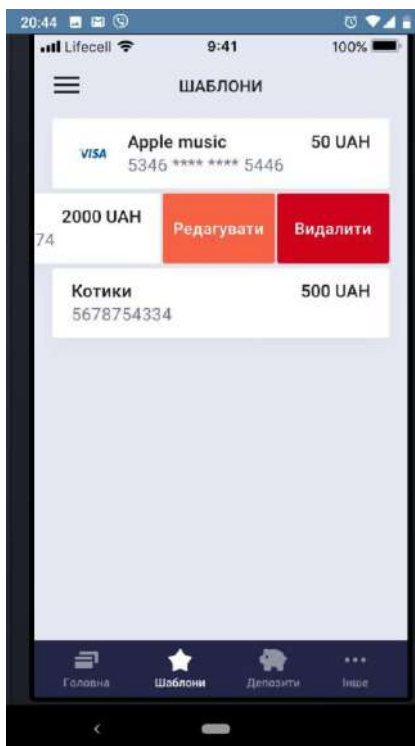 20:44
Lifecell 9:41 100%
ШАБЛОНИ
VISA Apple music 50 UAH
5346 **** **** 5446
2000 UAH Редагувати Видалити
74
Котики 500 UAH
5678754334
Головна Шаблони Депозити Інше